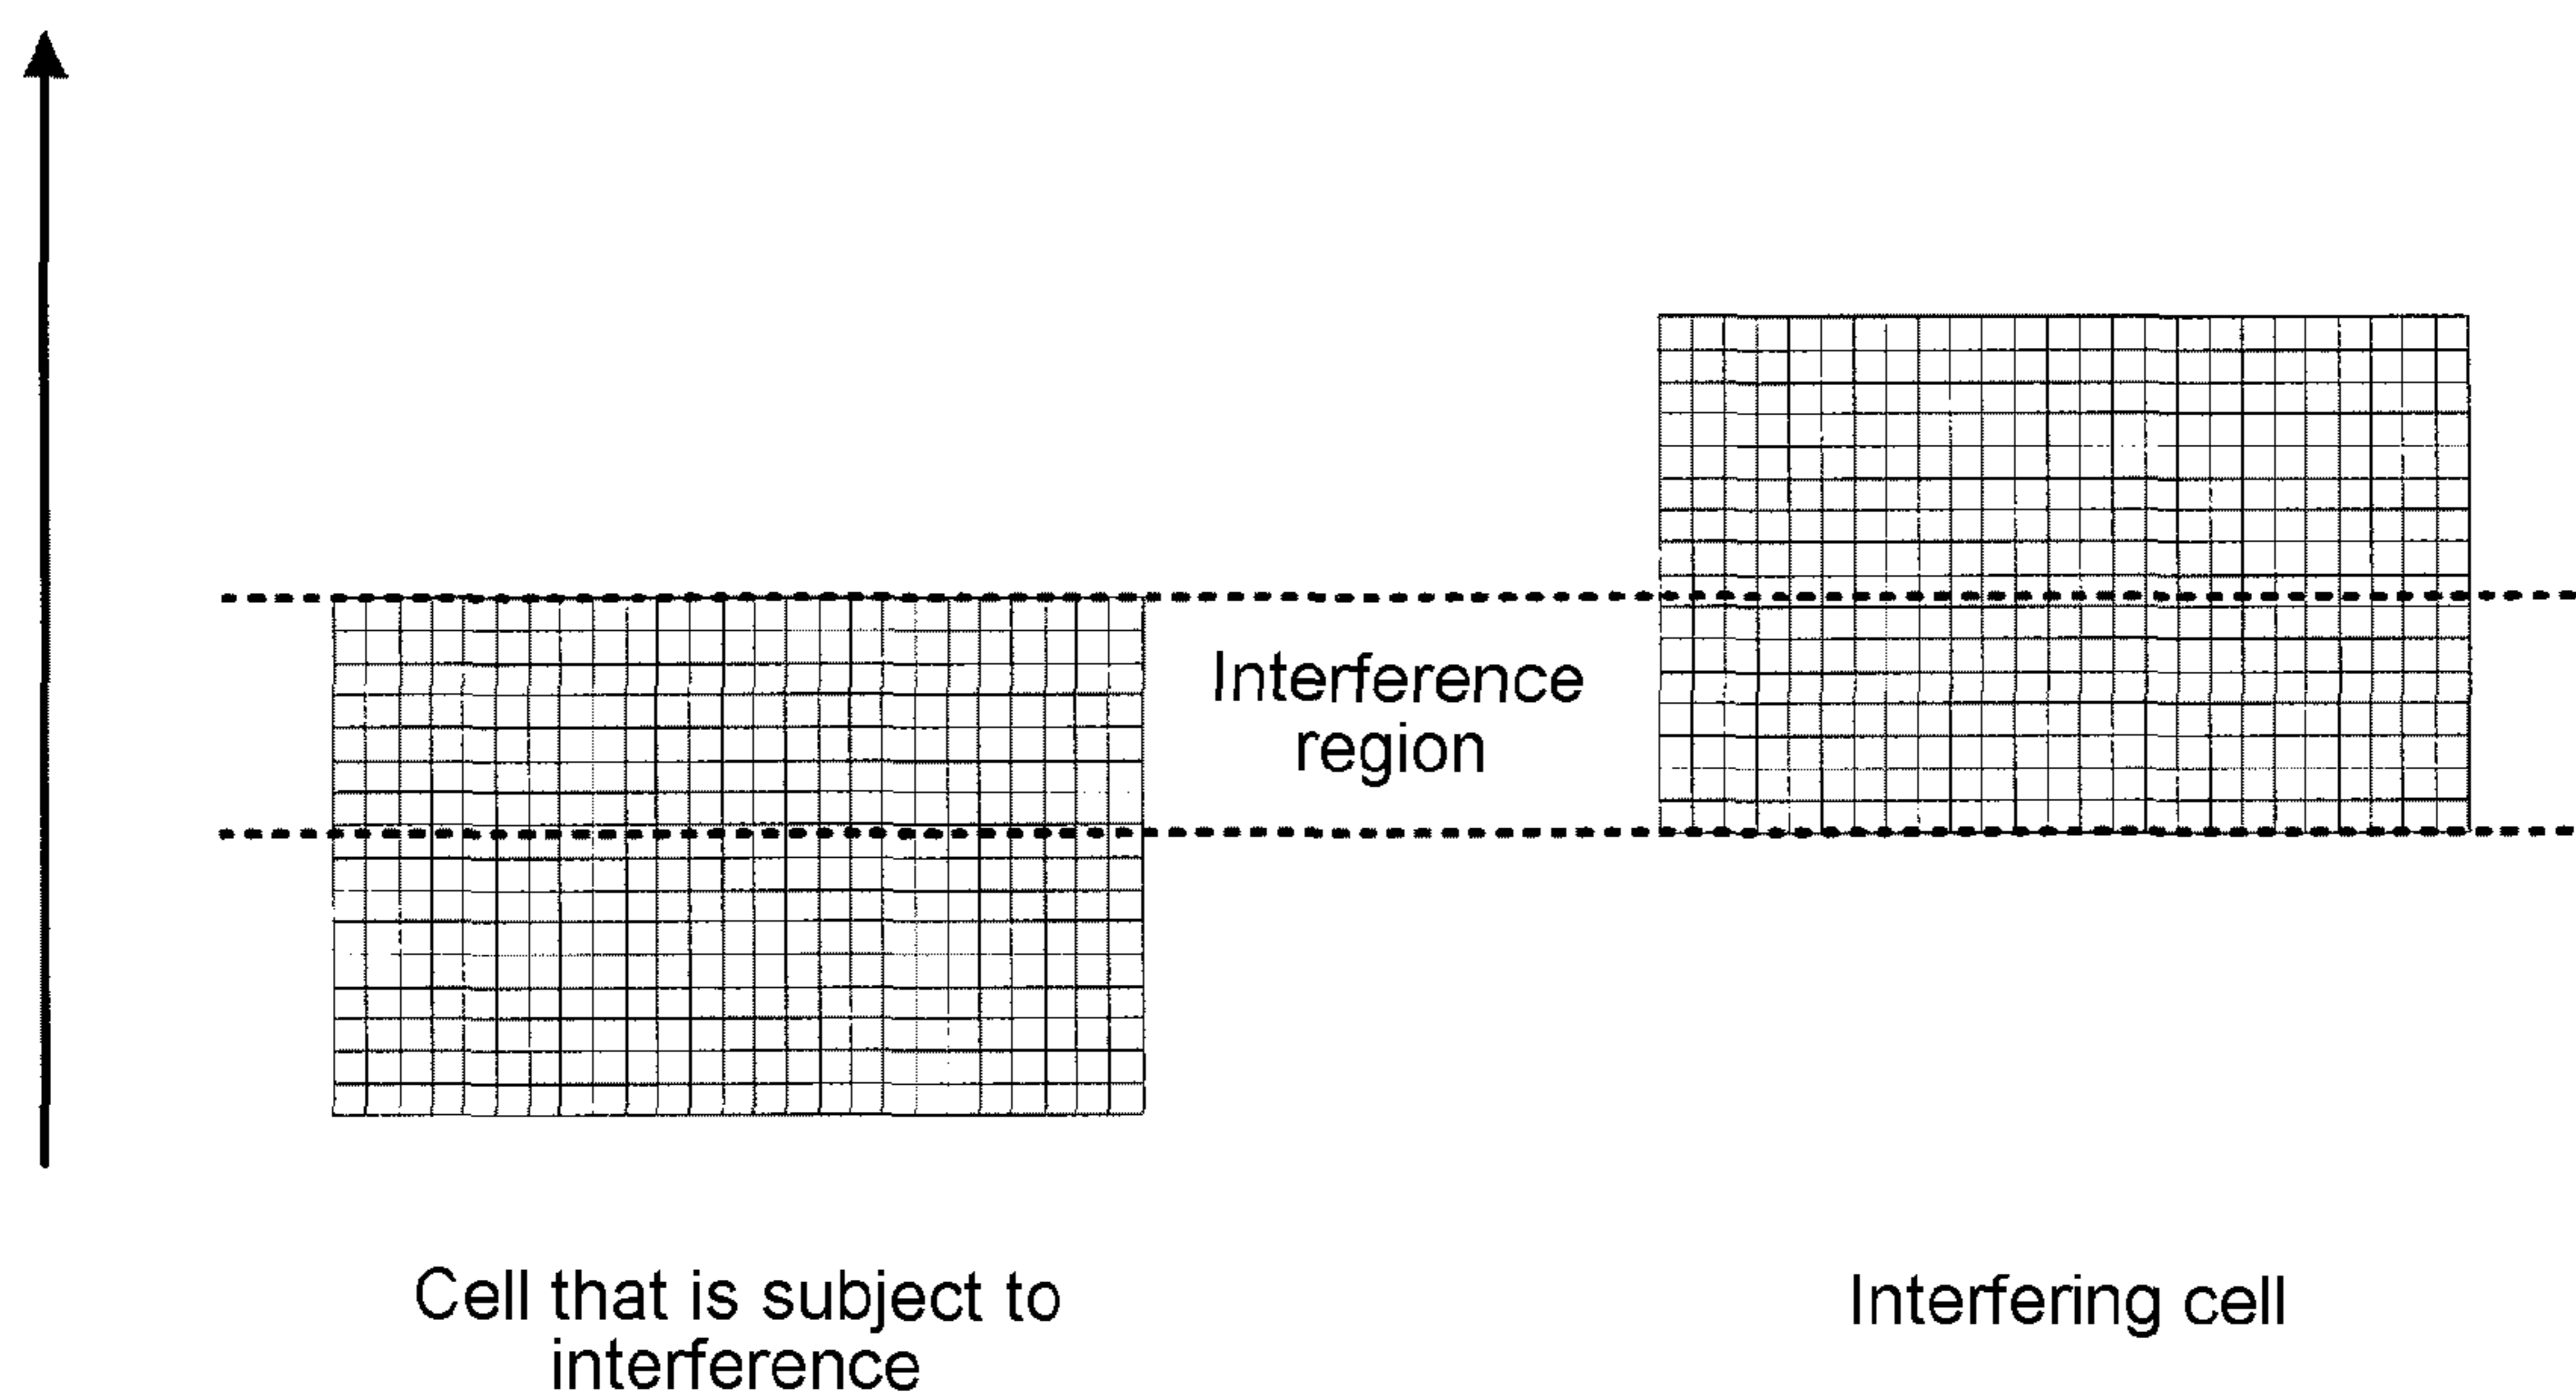 Interference
region
Cell that is subject to
interference
Interfering cell